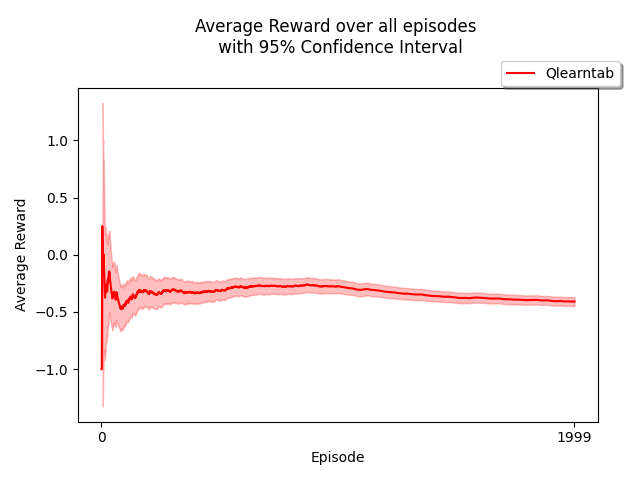 Average Reward over all episodes
with 95% Confidence Interval
Qlearntab
1.0
0.5
0.0
−0.5
−1.0
Average Reward
0 1999
Episode